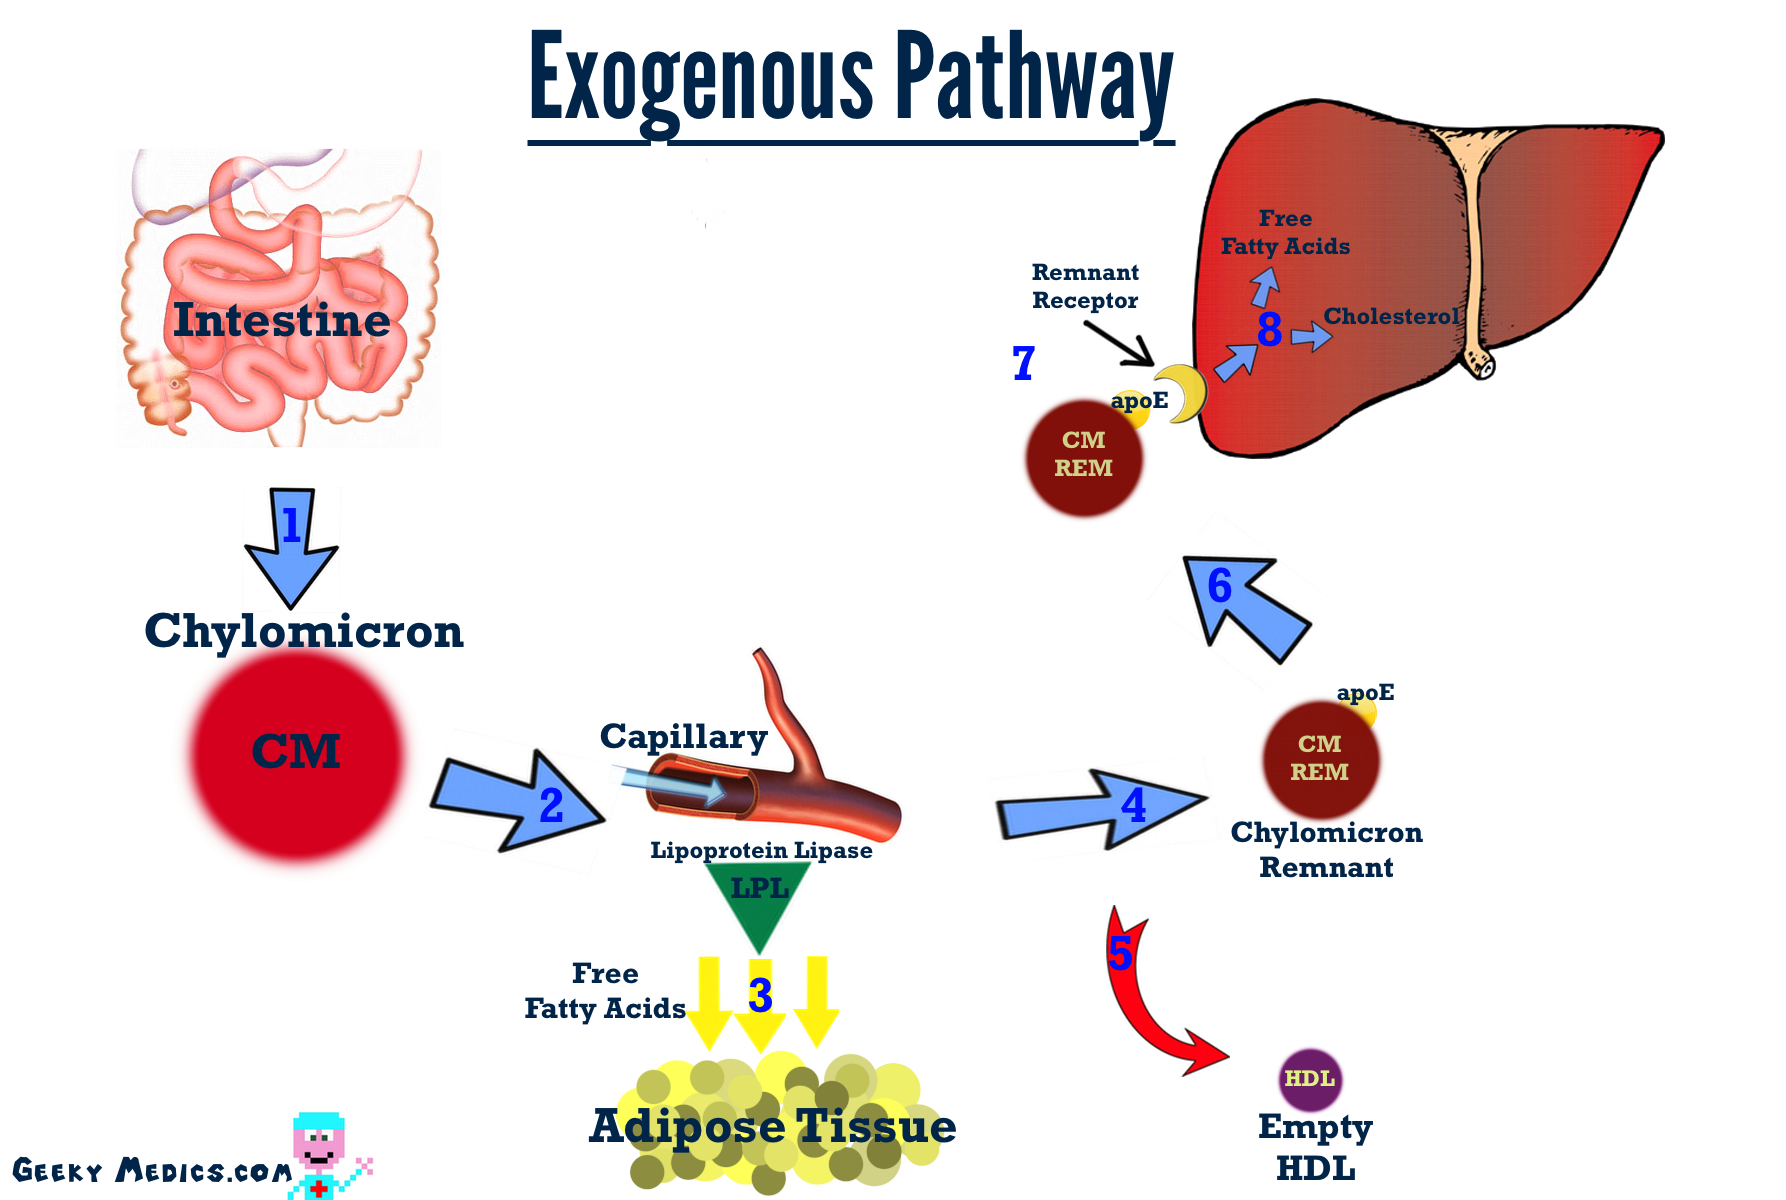 Exogenous Pathway
Intestine
1
Chylomicron
CM
2
Capillary
Lipoprotein Lipase
LPL
Free
Fatty Acids
3
Adipose Tissue
4
apoE
CM
REM
Chylomicron
Remnant
5
HDL
Empty
HDL
6
7
Remnant
Receptor
apoE
CM
REM
8
Free
Fatty Acids
Cholesterol
Geeky Medics.com